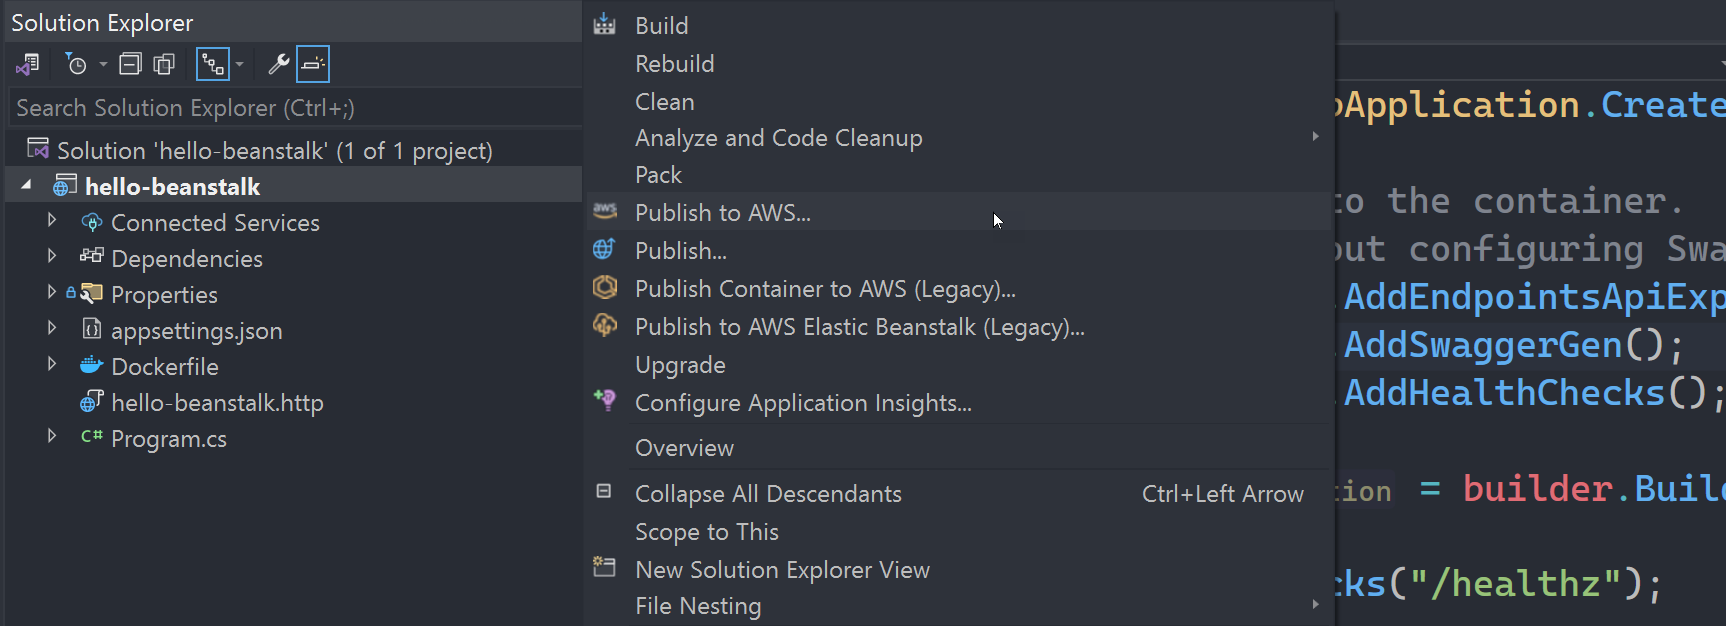 Solution Explorer
Search Solution Explorer (Ctrl+;)
Solution 'hello-beanstalk' (1 of 1 project)
hello-beanstalk
Connected Services
Dependencies
Properties
appsettings.json
Dockerfile
hello-beanstalk.http
C# Program.cs
Build
Rebuild
Clean
Analyze and Code Cleanup
Pack
aws Publish to AWS...
Publish...
Publish Container to AWS (Legacy)...
Publish to AWS Elastic Beanstalk (Legacy)...
Upgrade
Configure Application Insights...
Overview
Collapse All Descendants Ctrl+Left Arrow
Scope to This
New Solution Explorer View
File Nesting
Application.Create
to the container.
out configuring Swa
.AddEndpointsApiExp
.AddSwaggerGen();
.AddHealthChecks();
tion = builder.Buil
cks("/healthz");